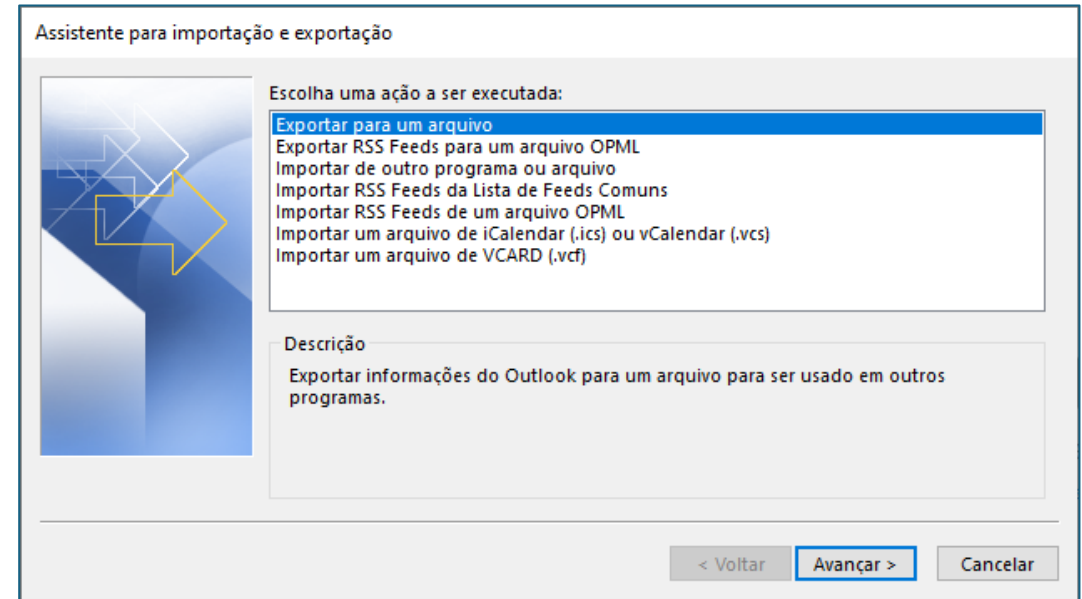 Assistente para importação e exportação
Escolha uma ação a ser executada:
Exportar para um arquivo
Exportar RSS Feeds para um arquivo OPML
Importar de outro programa ou arquivo
Importar RSS Feeds da Lista de Feeds Comuns
Importar RSS Feeds de um arquivo OPML
Importar um arquivo de iCalendar (.ics) ou vCalendar (.vcs)
Importar um arquivo de VCARD (.vcf)
Descrição
Exportar informações do Outlook para um arquivo para ser usado em outros
programas.
< Voltar Avançar > Cancelar